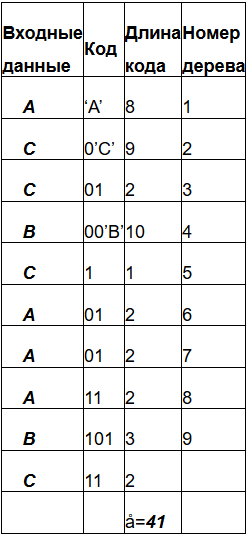 Входные данные Код Длина кода Номер дерева
A ‘A’ 8 1
C 0’C’ 9 2
C 01 2 3
B 00’B’ 10 4
C 1 1 5
A 01 2 6
A 01 2 7
A 11 2 8
B 101 3 9
C 11 2
å=41